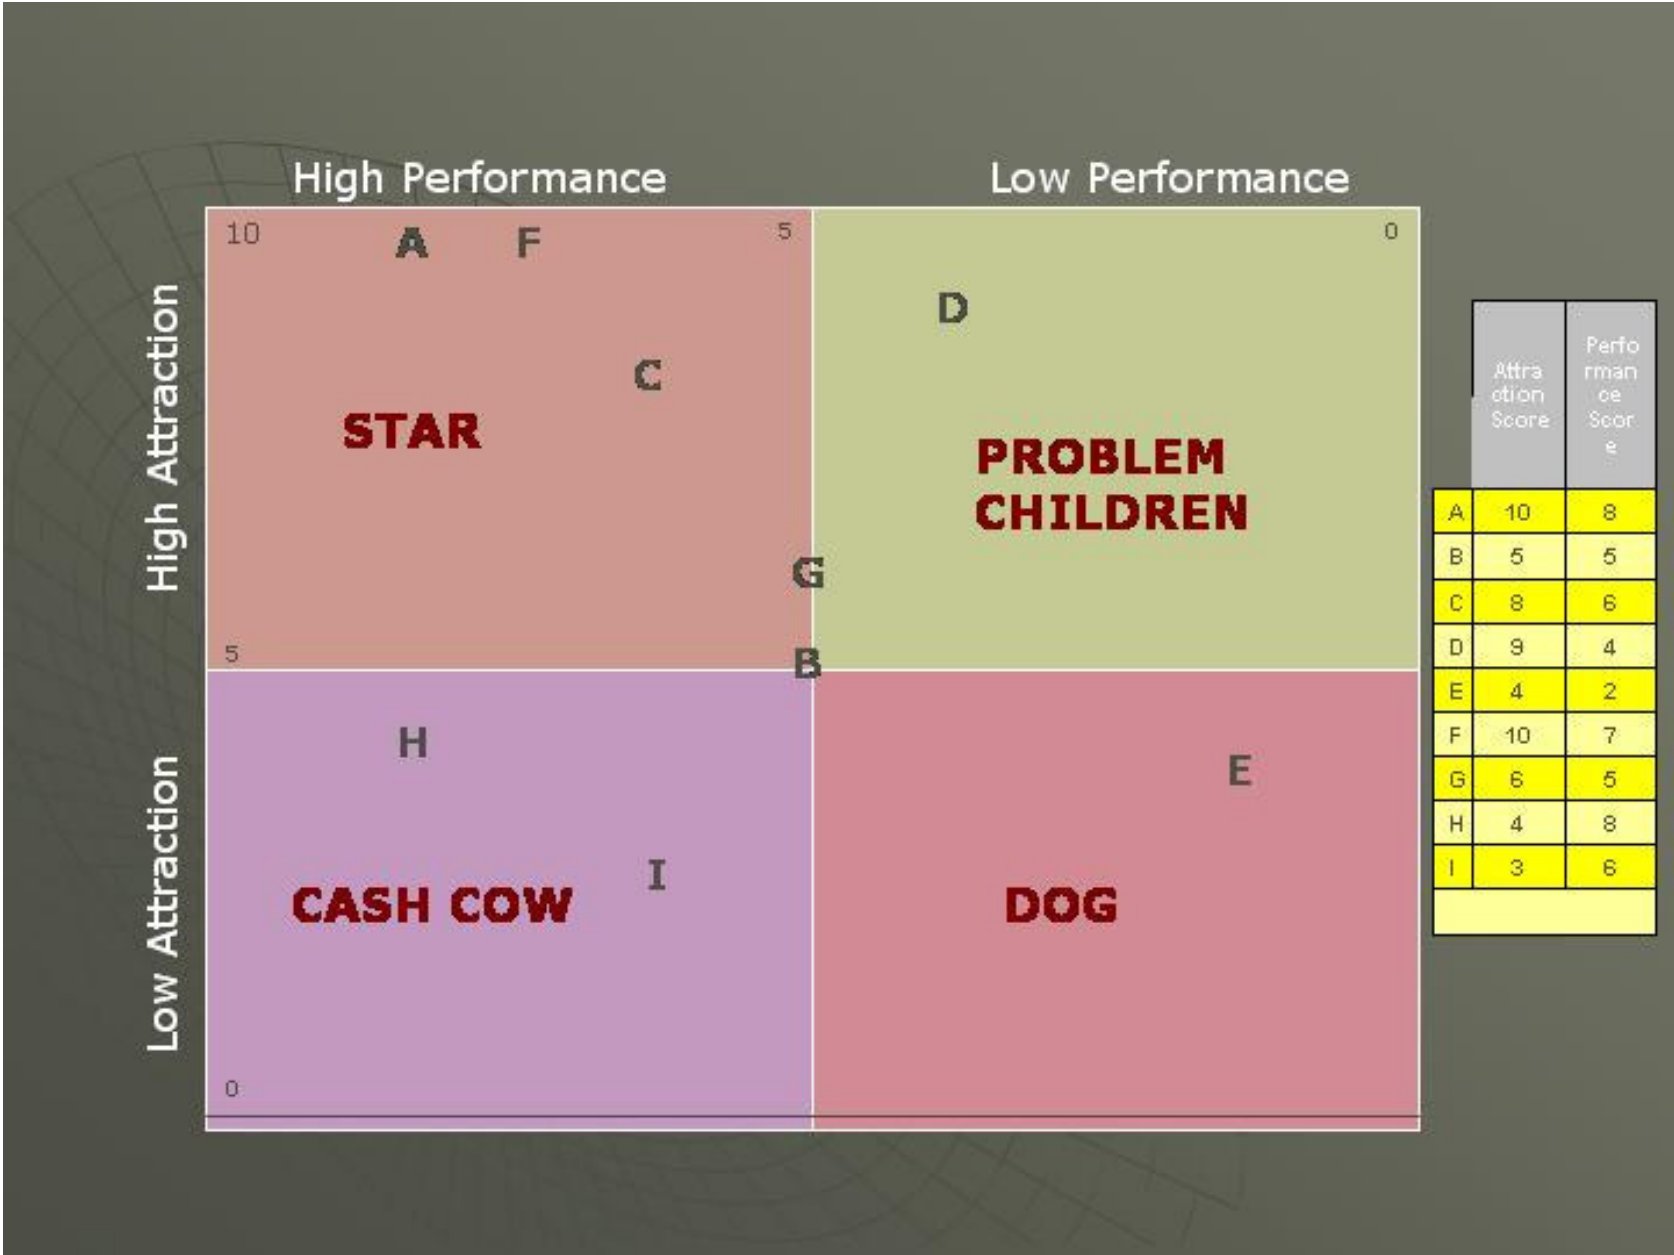 High Performance
Low Performance
High Attraction
Low Attraction
10
5
0
A
F
D
C
STAR
PROBLEM
CHILDREN
G
5
B
H
E
I
CASH COW
DOG
0
Attra
ction
Score
Perfo
rman
ce
Scor
e
A 10 8
B 5 5
C 8 6
D 9 4
E 4 2
F 10 7
G 6 5
H 4 8
I 3 6